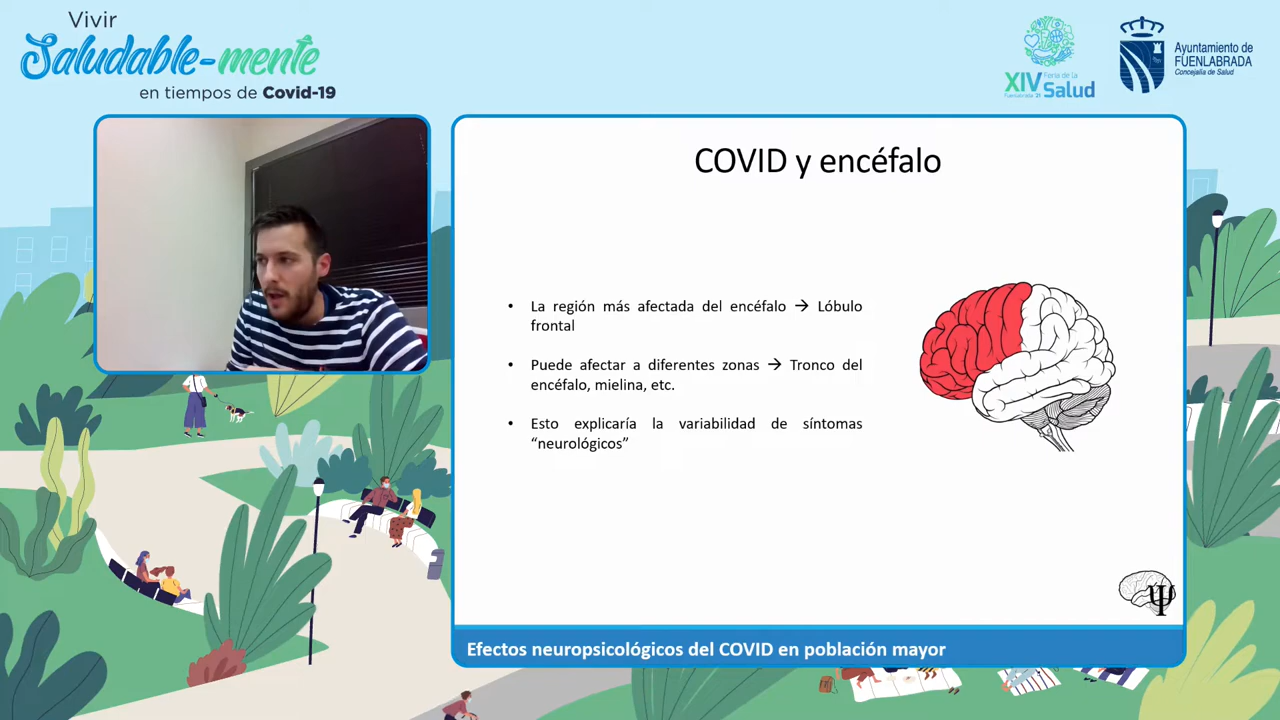 Vivir
Saludable-mente
en tiempos de Covid-19
XIV Feria de la
Fuenlabrada 21 Salud
Ayuntamiento de
FUENLABRADA
Concejalía de Salud
COVID y encéfalo
• La región más afectada del encéfalo → Lóbulo
frontal
• Puede afectar a diferentes zonas → Tronco del
encéfalo, mielina, etc.
• Esto explicaría la variabilidad de síntomas
“neurológicos”
Ψ
Efectos neuropsicológicos del COVID en población mayor